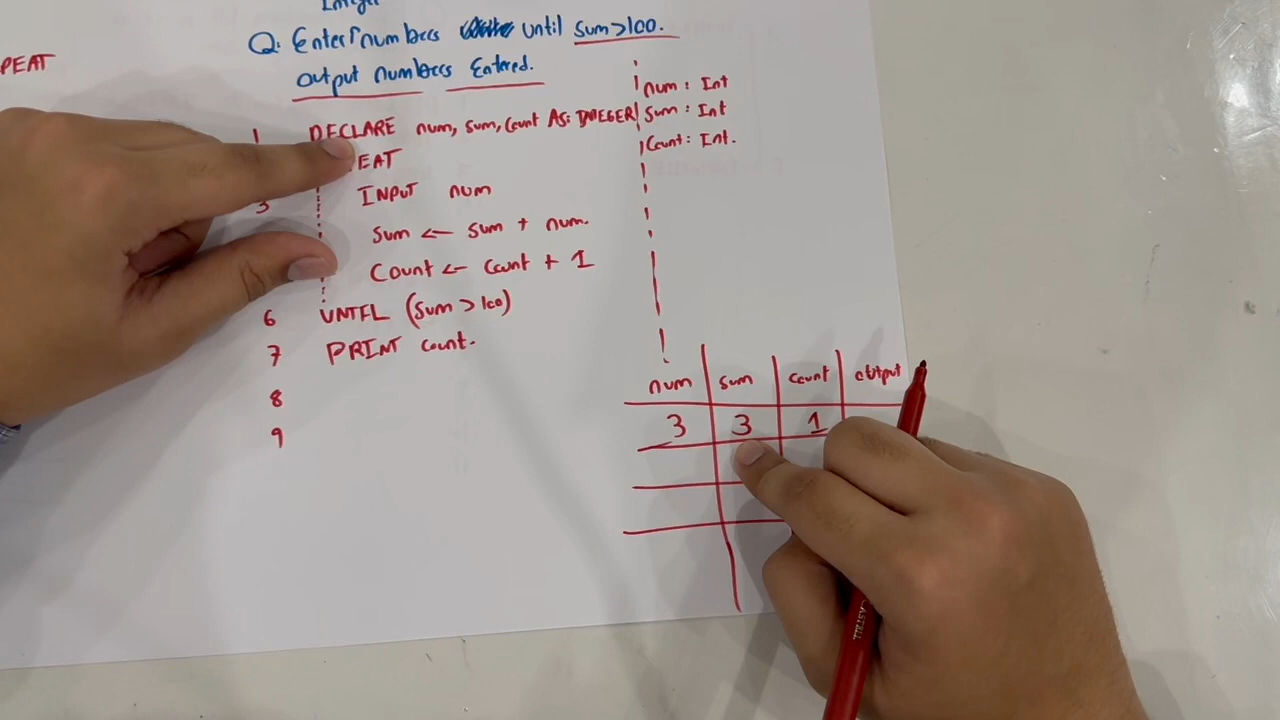 Integer
Q: Enter numbers until sum>100.
output numbers Entered.
PEAT
num: Int
sum: Int
Count: Int.
1 DECLARE num, sum, Count As: INTEGER
EAT
3 INPUT num
sum ← sum + num.
Count ← Count + 1
6 UNTIL (sum>100)
7 PRINT count.
8
9
num sum count output
3 3 1
CASTELL